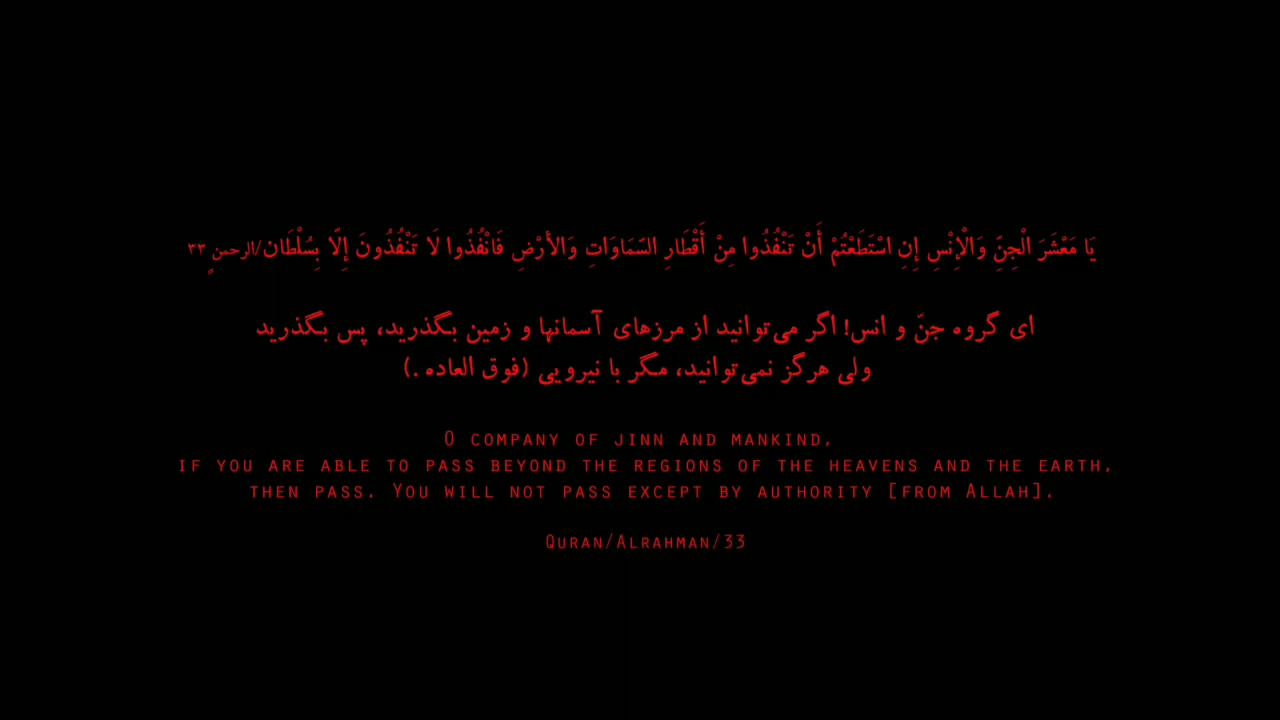 يَا مَعْشَرَ الْجِنِّ وَالْإِنْسِ إِنِ اسْتَطَعْتُمْ أَنْ تَنْفُذُوا مِنْ أَقْطَارِ السَّمَاوَاتِ وَالأَرْضِ فَانْفُذُوا لَا تَنْفُذُونَ إِلَّا بِسُلْطَانٍ/الرحمن ٣٣
ای گروه جنّ و انس! اگر می‌توانید از مرزهای آسمانها و زمین بگذرید، پس بگذرید
ولی هرگز نمی‌توانید، مگر با نیرویی (فوق العاده .)
O COMPANY OF JINN AND MANKIND,
IF YOU ARE ABLE TO PASS BEYOND THE REGIONS OF THE HEAVENS AND THE EARTH,
THEN PASS. YOU WILL NOT PASS EXCEPT BY AUTHORITY [FROM ALLAH].
QURAN/ALRAHMAN/33